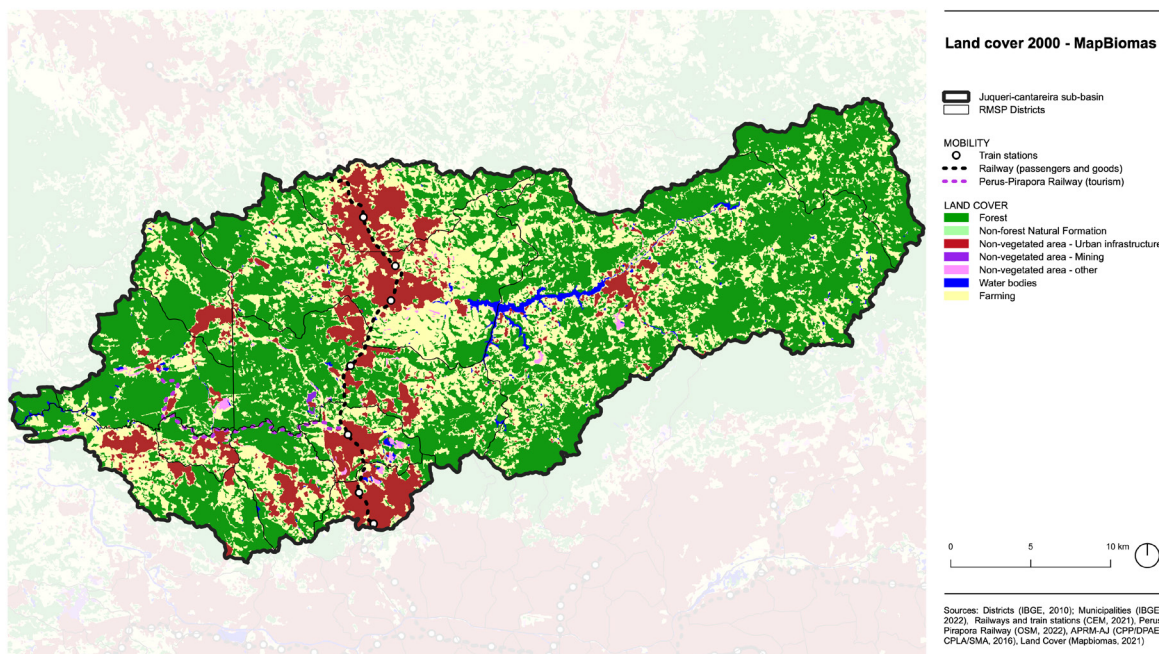 Land cover 2000 - MapBiomas
Juqueri-cantareira sub-basin
RMSP Districts
MOBILITY
Train stations
Railway (passengers and goods)
Perus-Pirapora Railway (tourism)
LAND COVER
Forest
Non-forest Natural Formation
Non-vegetated area - Urban infrastructure
Non-vegetated area - Mining
Non-vegetated area - other
Water bodies
Farming
0 5 10 km
Sources: Districts (IBGE, 2010); Municipalities (IBGE
2022), Railways and train stations (CEM, 2021), Perus
Pirapora Railway (OSM, 2022), APRM-AJ (CPP/DPAE
CPLA/SMA, 2016), Land Cover (Mapbiomas, 2021)